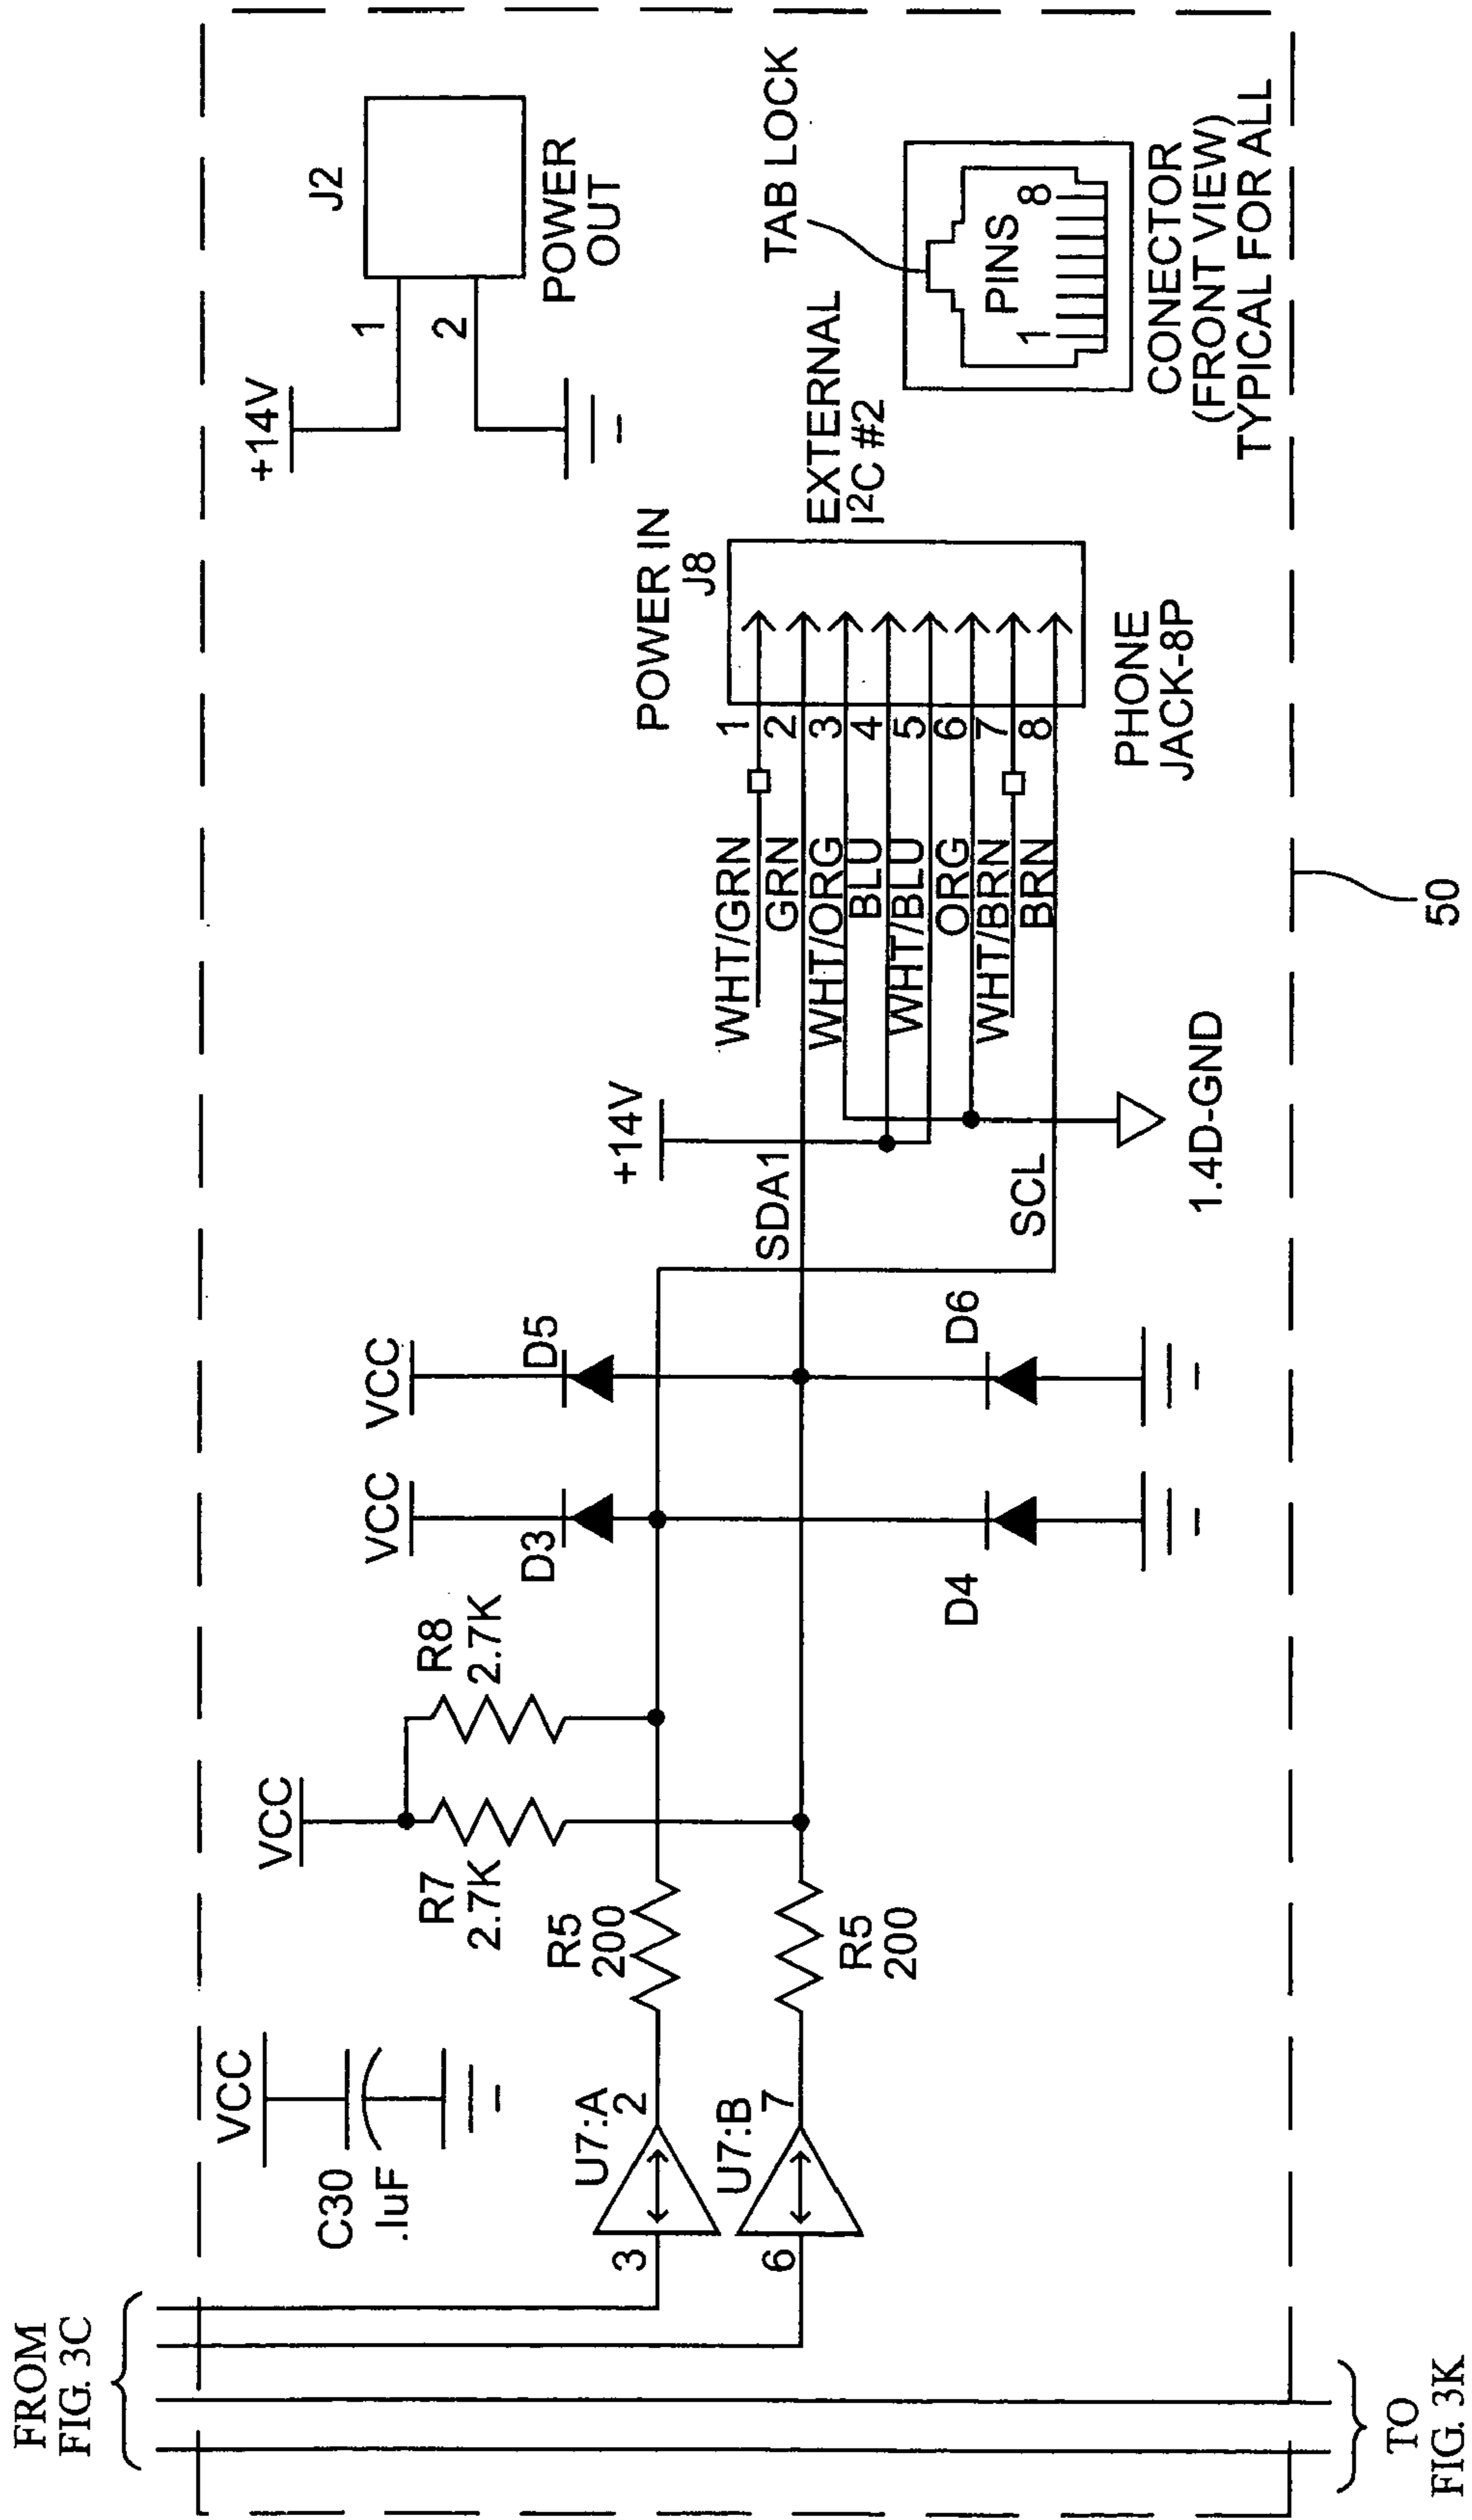 FROM
FIG. 3C
VCC
C30
.1uF
3
U7:A
2
6
U7:B
7
R5
200
R5
200
VCC
R7
2.7K
R8
2.7K
VCC
D3
D4
VCC
D5
D6
SDA1
SCL
+14V
1.4D-GND
WHT/GRN
GRN
WHT/ORG
BLU
WHT/BLU
ORG
WHT/BRN
BRN
1
2
3
4
5
6
7
8
POWER IN
J8
PHONE
JACK-8P
EXTERNAL
I²C #2
+14V
1
2
J2
POWER
OUT
TAB LOCK
PINS
1
8
CONECTOR
(FRONT VIEW)
TYPICAL FOR ALL
50
TO
FIG. 3K